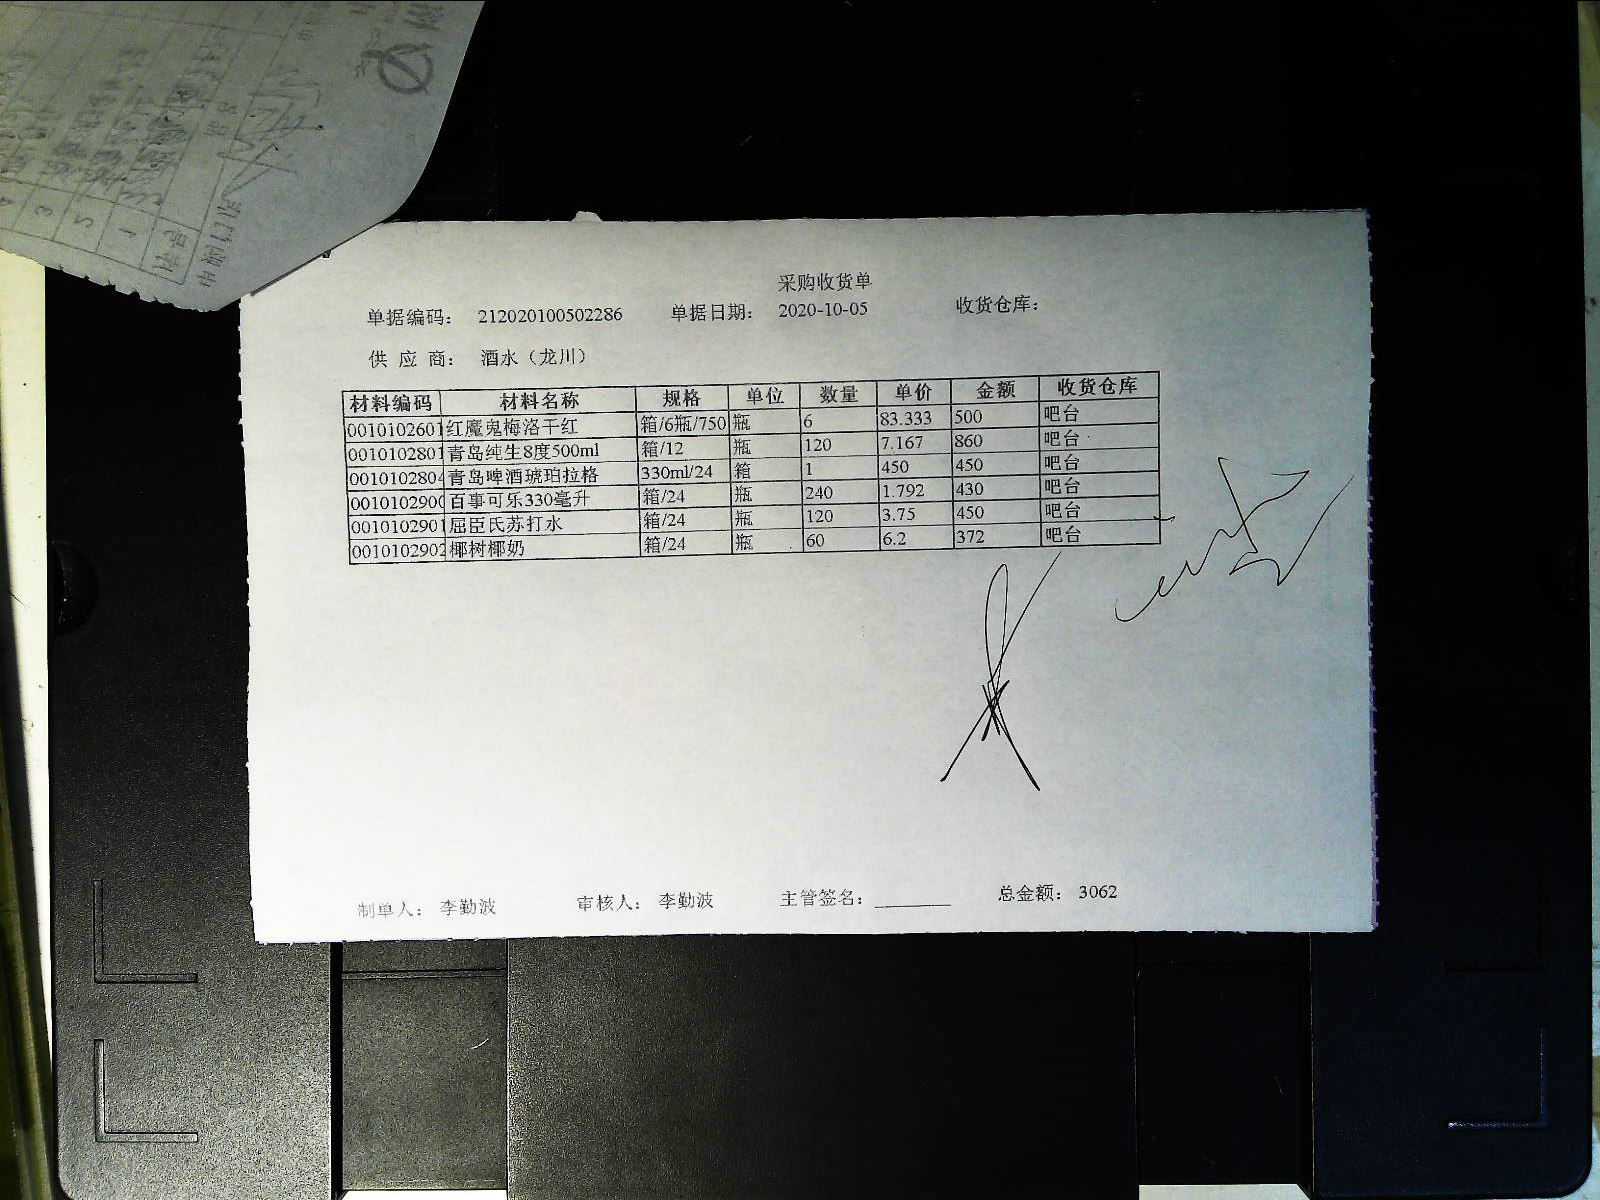 采购收货单
单据编码： 212020100502286 单据日期： 2020-10-05 收货仓库：
供 应 商： 酒水（龙川）
材料编码 材料名称 规格 单位 数量 单价 金额 收货仓库
0010102601 红魔鬼梅洛干红 箱/6瓶/750 瓶 6 83.333 500 吧台
0010102801 青岛纯生8度500ml 箱/12 瓶 120 7.167 860 吧台
0010102804 青岛啤酒琥珀拉格 330ml/24 箱 1 450 450 吧台
0010102900 百事可乐330毫升 箱/24 瓶 240 1.792 430 吧台
0010102901 屈臣氏苏打水 箱/24 瓶 120 3.75 450 吧台
0010102902 椰树椰奶 箱/24 瓶 60 6.2 372 吧台
制单人： 李勤波 审核人： 李勤波 主管签名： 总金额： 3062